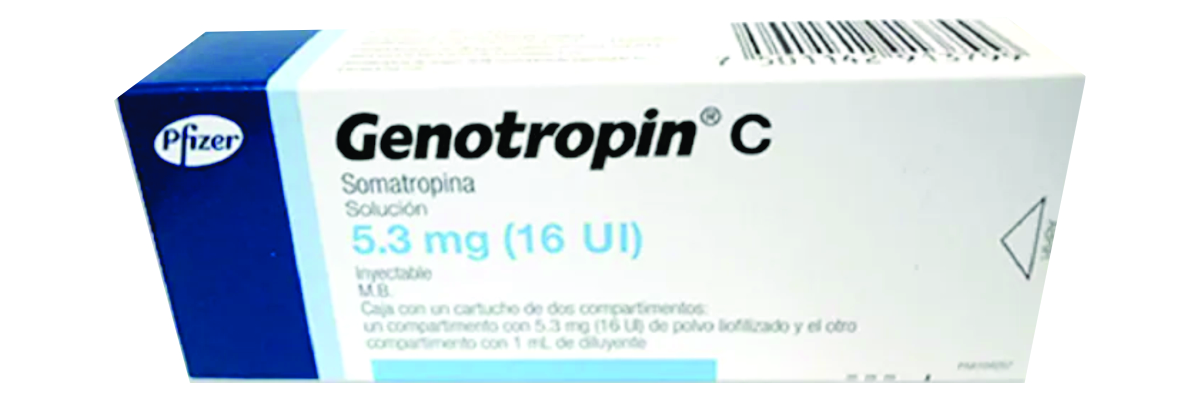 Pfizer
Genotropin® C
Somatropina
Solución
5.3 mg (16 UI)
Inyectable
M.B.
Caja con un cartucho de dos compartimentos:
un compartimento con 5.3 mg (16 UI) de polvo liofilizado y el otro
compartimento con 1 mL de diluyente